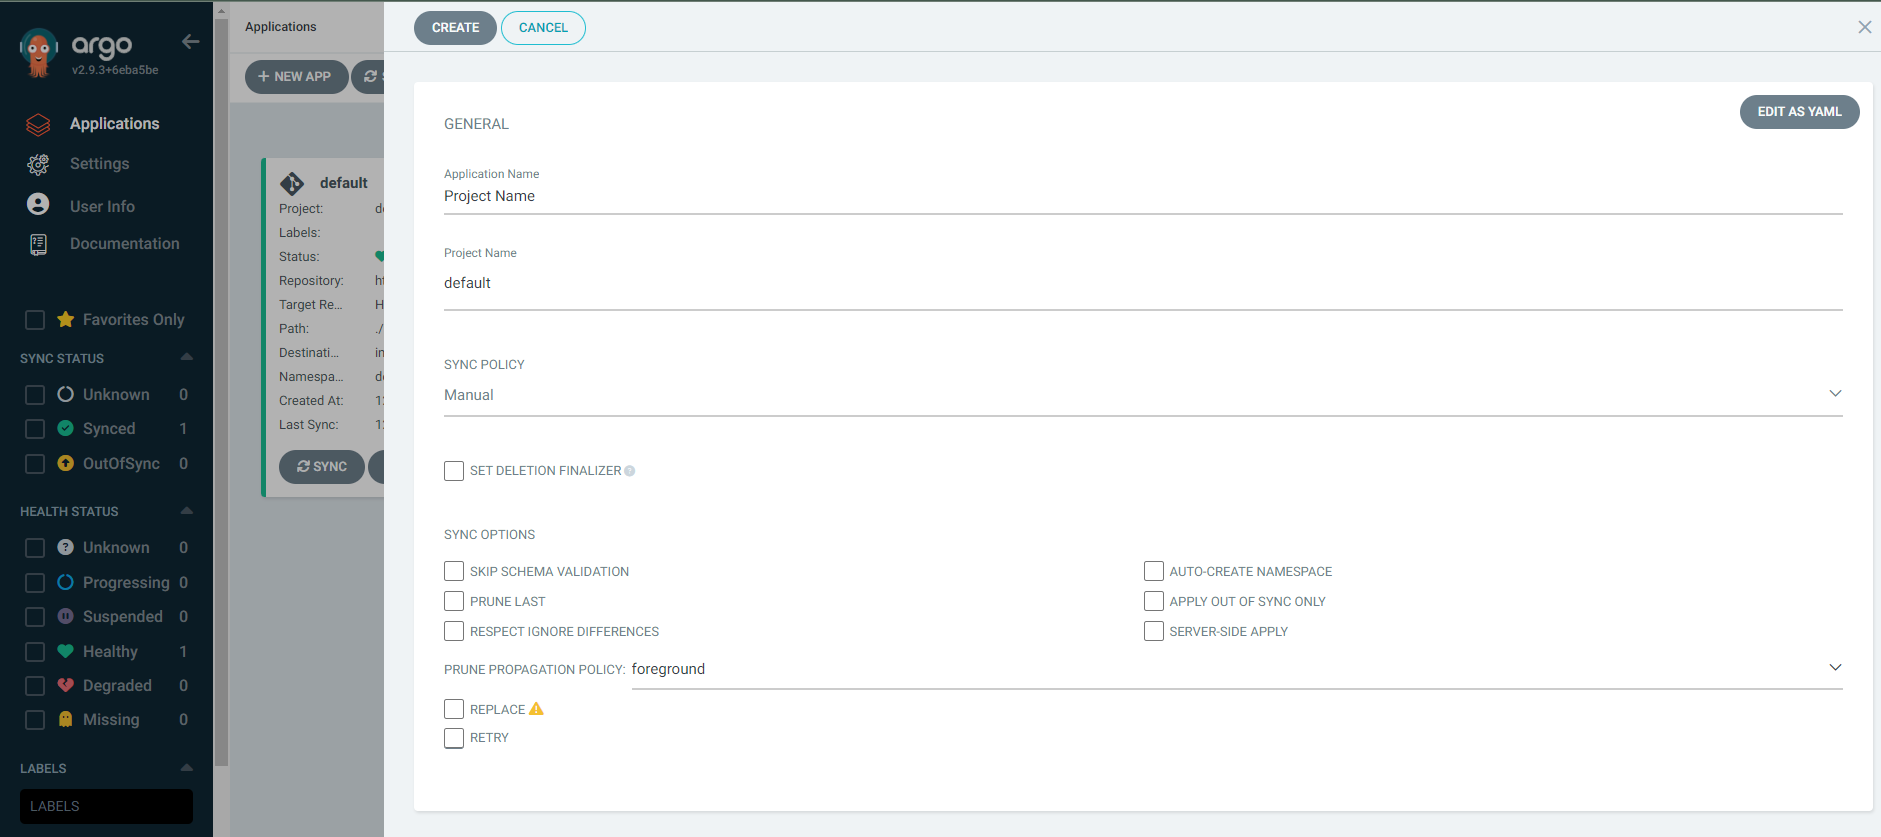 argo
v2.9.3+6eba5be
Applications
Settings
User Info
Documentation
Favorites Only
SYNC STATUS
Unknown 0
Synced 1
OutOfSync 0
HEALTH STATUS
Unknown 0
Progressing 0
Suspended 0
Healthy 1
Degraded 0
Missing 0
LABELS
LABELS
Applications
NEW APP
default
Project:
Labels:
Status:
Repository:
Target Re...
Path: ./
Destinati...
Namespa...
Created At:
Last Sync:
SYNC
CREATE CANCEL
EDIT AS YAML
GENERAL
Application Name
Project Name
Project Name
default
SYNC POLICY
Manual
SET DELETION FINALIZER
SYNC OPTIONS
SKIP SCHEMA VALIDATION AUTO-CREATE NAMESPACE
PRUNE LAST APPLY OUT OF SYNC ONLY
RESPECT IGNORE DIFFERENCES SERVER-SIDE APPLY
PRUNE PROPAGATION POLICY: foreground
REPLACE
RETRY